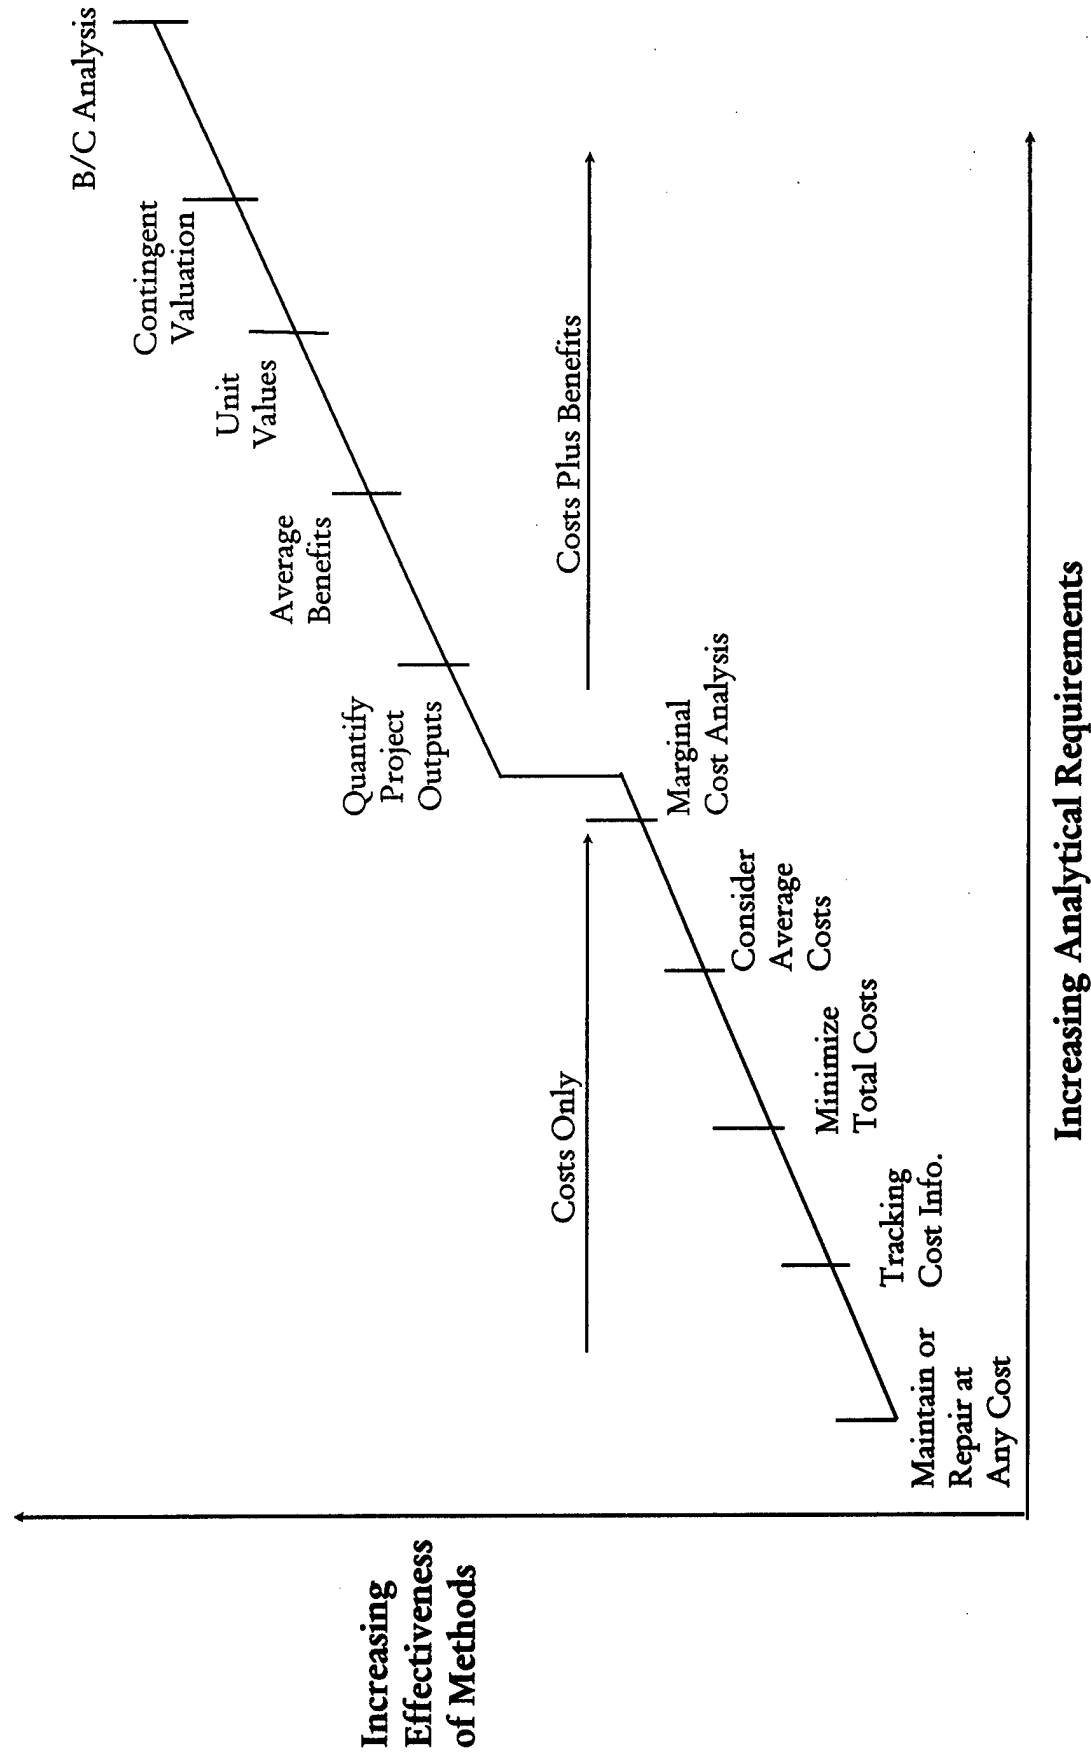 Increasing
Effectiveness
of Methods
B/C Analysis
Contingent
Valuation
Unit
Values
Average
Benefits
Quantify
Project
Outputs
Costs Only
Costs Plus Benefits
Marginal
Cost Analysis
Consider
Average
Costs
Minimize
Total Costs
Tracking
Cost Info.
Maintain or
Repair at
Any Cost
Increasing Analytical Requirements